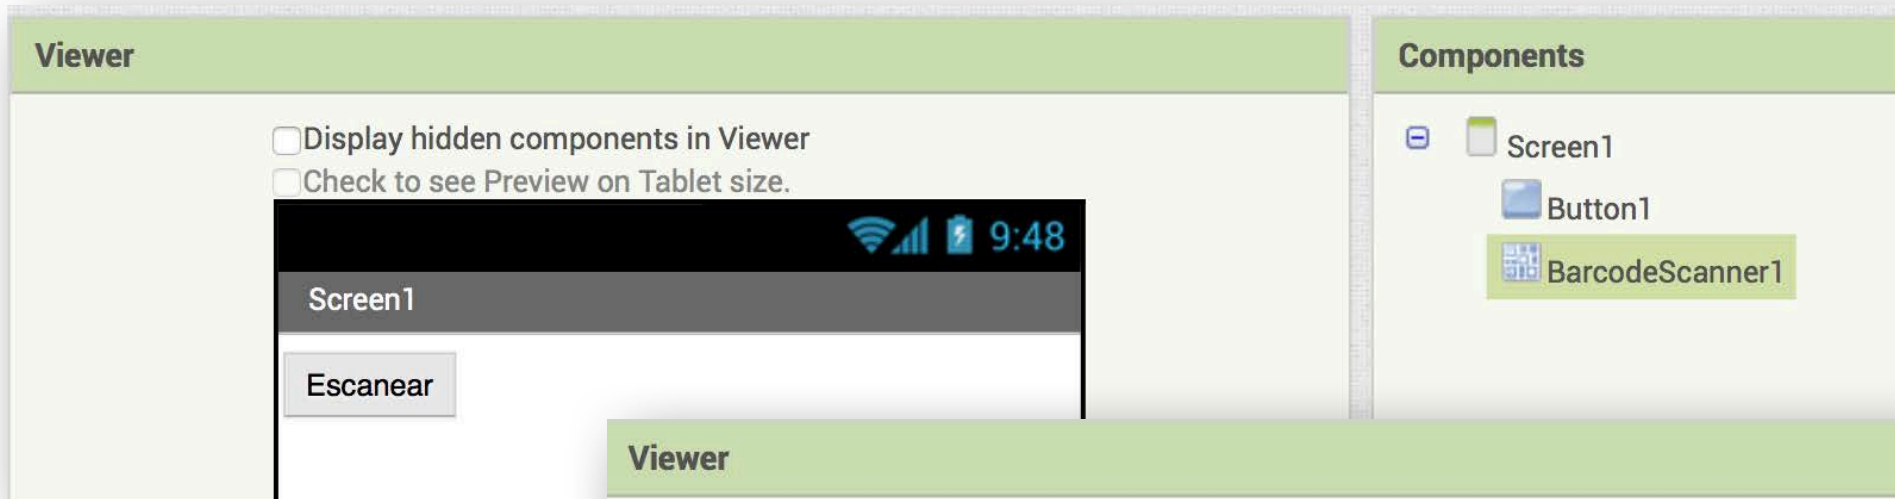 Viewer
Components
Display hidden components in Viewer
Check to see Preview on Tablet size.
9:48
Screen1
Escanear
Screen1
Button1
BarcodeScanner1
Viewer